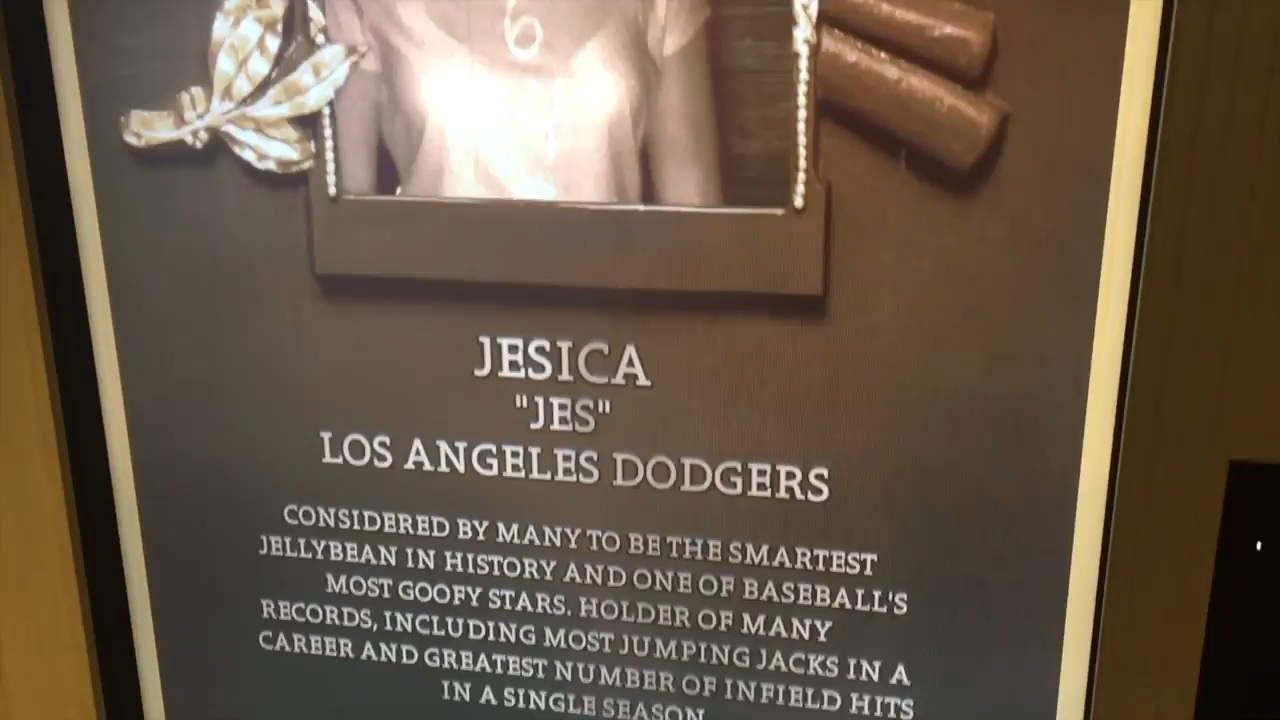 6
JESICA
"JES"
LOS ANGELES DODGERS
CONSIDERED BY MANY TO BE THE SMARTEST
JELLYBEAN IN HISTORY AND ONE OF BASEBALL'S
MOST GOOFY STARS. HOLDER OF MANY
RECORDS, INCLUDING MOST JUMPING JACKS IN A
CAREER AND GREATEST NUMBER OF INFIELD HITS
IN A SINGLE SEASON